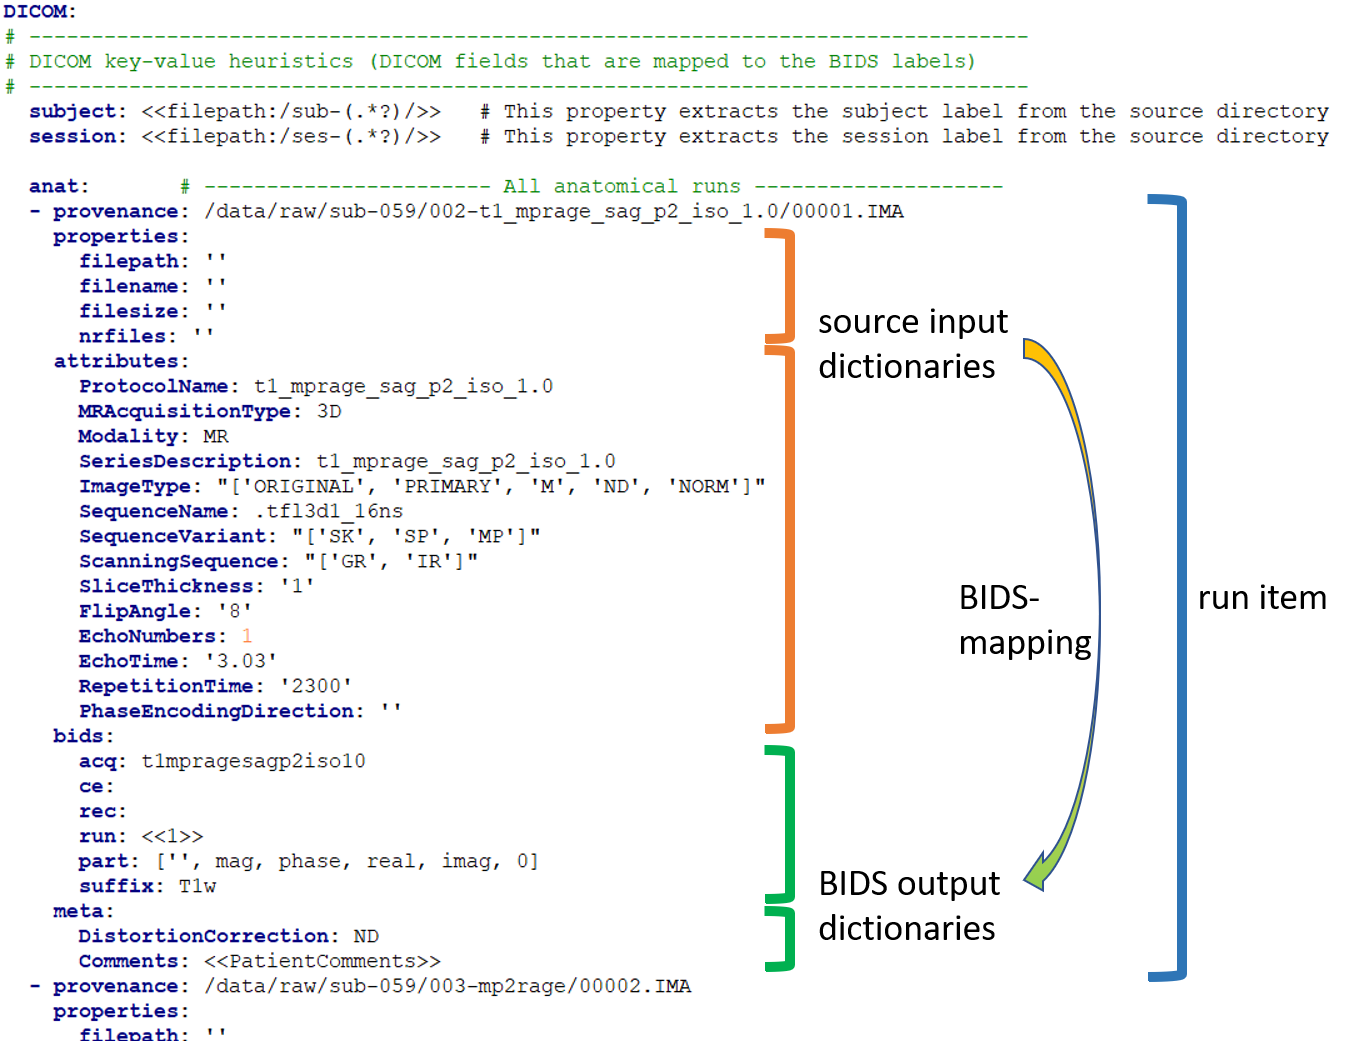 DICOM:
# --------------------------------------------------------------------------------
# DICOM key-value heuristics (DICOM fields that are mapped to the BIDS labels)
# --------------------------------------------------------------------------------
subject: <<filepath:/sub-(.*?)/>>   # This property extracts the subject label from the source directory
session: <<filepath:/ses-(.*?)/>>   # This property extracts the session label from the source directory
anat:       # ----------------------- All anatomical runs --------------------
- provenance: /data/raw/sub-059/002-t1_mprage_sag_p2_iso_1.0/00001.IMA
properties:
filepath: ''
filename: ''
filesize: ''
nrfiles: ''
attributes:
ProtocolName: t1_mprage_sag_p2_iso_1.0
MRAcquisitionType: 3D
Modality: MR
SeriesDescription: t1_mprage_sag_p2_iso_1.0
ImageType: "['ORIGINAL', 'PRIMARY', 'M', 'ND', 'NORM']"
SequenceName: .tfl3d1_16ns
SequenceVariant: "['SK', 'SP', 'MP']"
ScanningSequence: "['GR', 'IR']"
SliceThickness: '1'
FlipAngle: '8'
EchoNumbers: 1
EchoTime: '3.03'
RepetitionTime: '2300'
PhaseEncodingDirection: ''
bids:
acq: t1mpragesagp2iso10
ce:
rec:
run: <<1>>
part: ['', mag, phase, real, imag, 0]
suffix: T1w
meta:
DistortionCorrection: ND
Comments: <<PatientComments>>
- provenance: /data/raw/sub-059/003-mp2rage/00002.IMA
properties:
filepath: ''
source input
dictionaries
BIDS-
mapping
run item
BIDS output
dictionaries